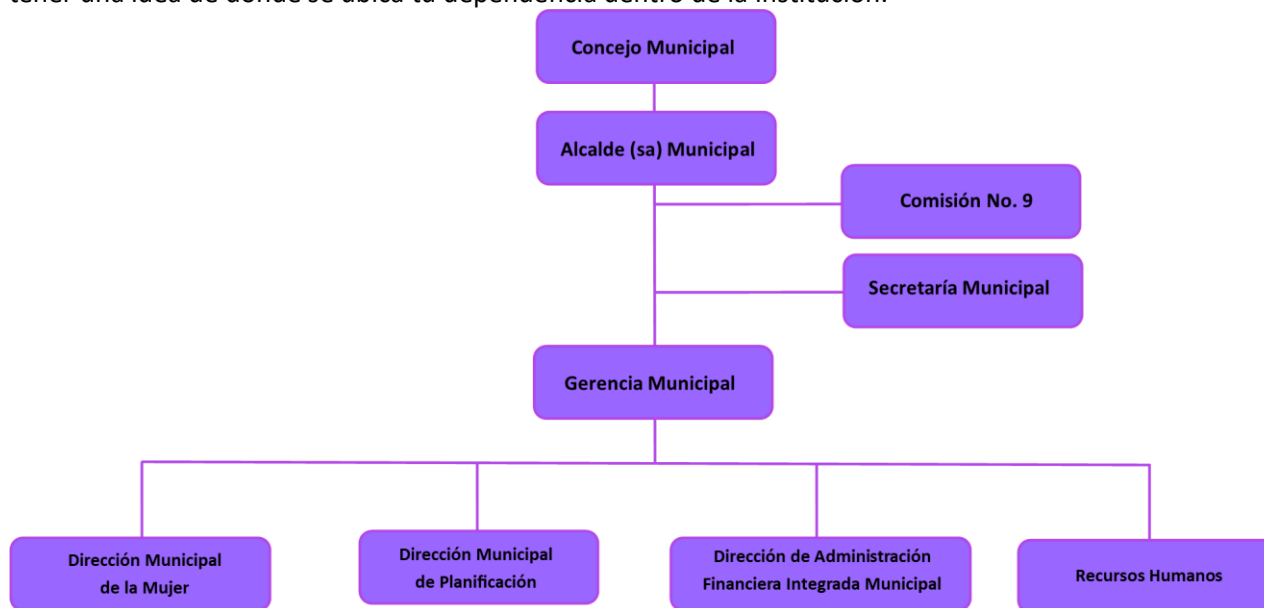 tener una idea de dónde se ubica tu dependencia dentro de la institución.
Concejo Municipal
Alcalde (sa) Municipal
Comisión No. 9
Secretaría Municipal
Gerencia Municipal
Dirección Municipal
de la Mujer
Dirección Municipal
de Planificación
Dirección de Administración
Financiera Integrada Municipal
Recursos Humanos